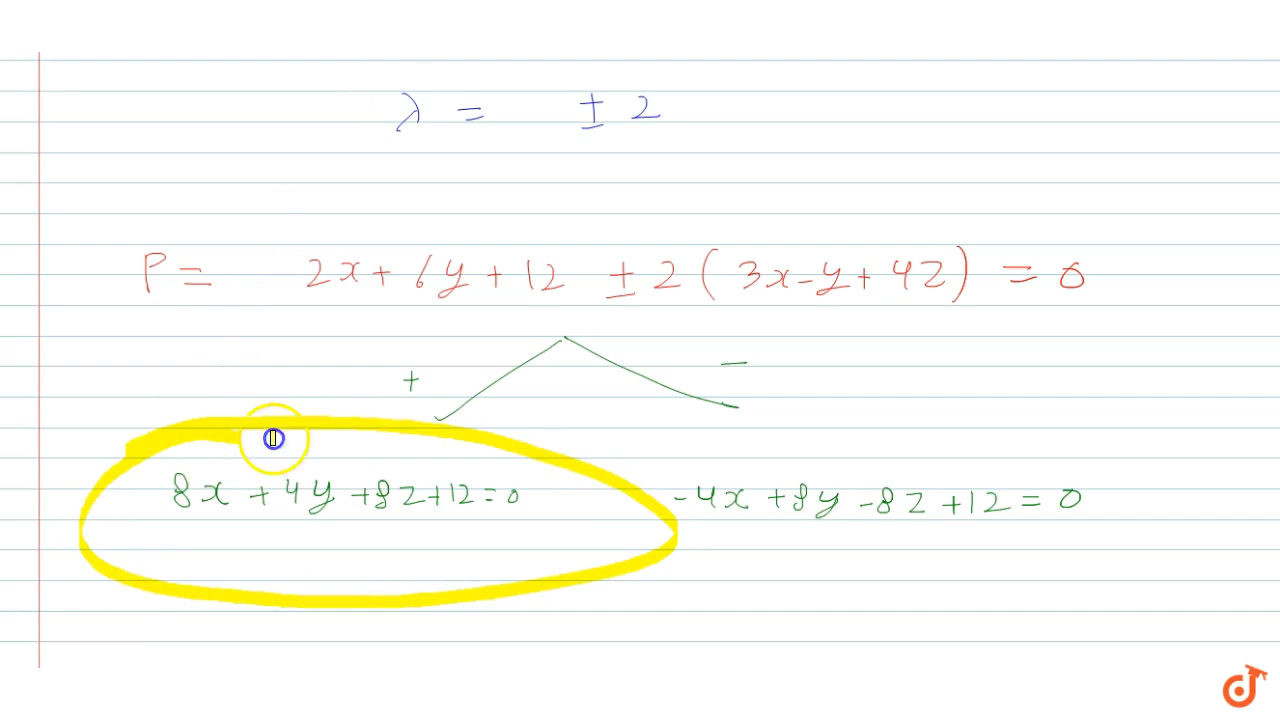 λ = ± 2
P = 2x + 6y + 12 ± 2 ( 3x - y + 4z ) = 0
+ -
8x + 4y + 8z + 12 = 0 - 4x + 8y - 8z + 12 = 0